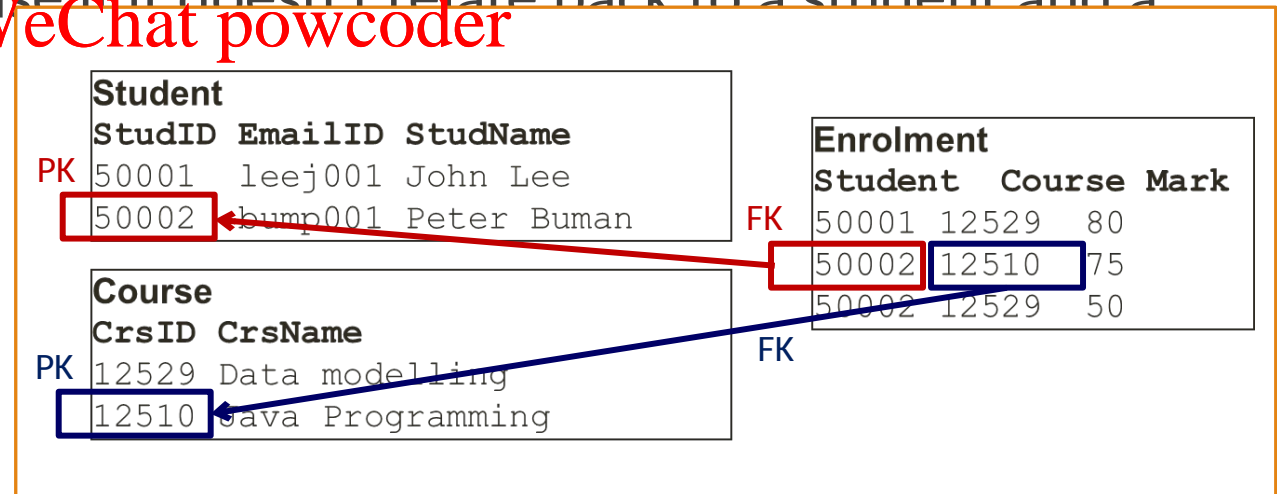 WeChat powcoder
Student
StudID EmailID StudName
PK
50001 leej001 John Lee
50002 bump001 Peter Buman
Course
CrsID CrsName
PK
12529 Data modelling
12510 Java Programming
Enrolment
Student Course Mark
FK
50001 12529 80
50002 12510 75
50002 12529 50
FK